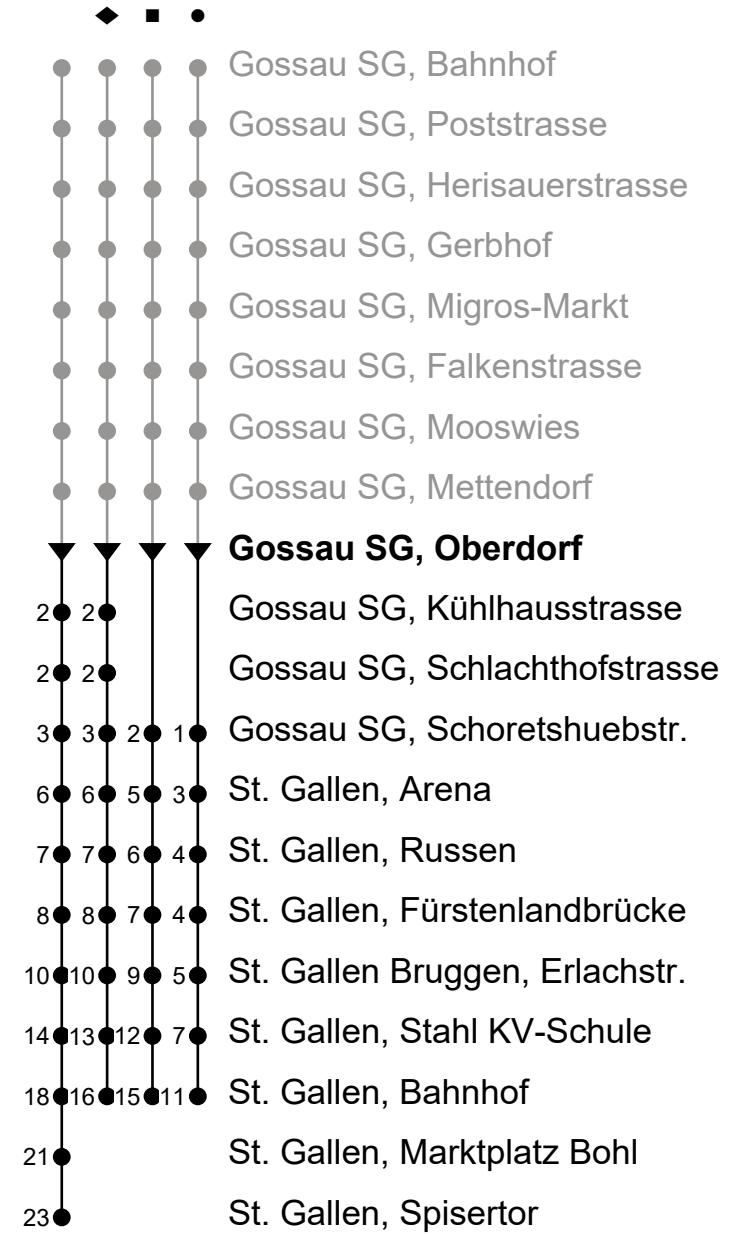 Gossau SG, Bahnhof
Gossau SG, Poststrasse
Gossau SG, Herisauerstrasse
Gossau SG, Gerbhof
Gossau SG, Migros-Markt
Gossau SG, Falkenstrasse
Gossau SG, Mooswies
Gossau SG, Mettendorf
Gossau SG, Oberdorf
2 2 Gossau SG, Kühlhausstrasse
2 2 Gossau SG, Schlachthofstrasse
3 3 2 1 Gossau SG, Schoretshuebstr.
6 6 5 3 St. Gallen, Arena
7 7 6 4 St. Gallen, Russen
8 8 7 4 St. Gallen, Fürstenlandbrücke
10 10 9 5 St. Gallen Bruggen, Erlachstr.
14 13 12 7 St. Gallen, Stahl KV-Schule
18 16 15 11 St. Gallen, Bahnhof
21 St. Gallen, Marktplatz Bohl
23 St. Gallen, Spisertor